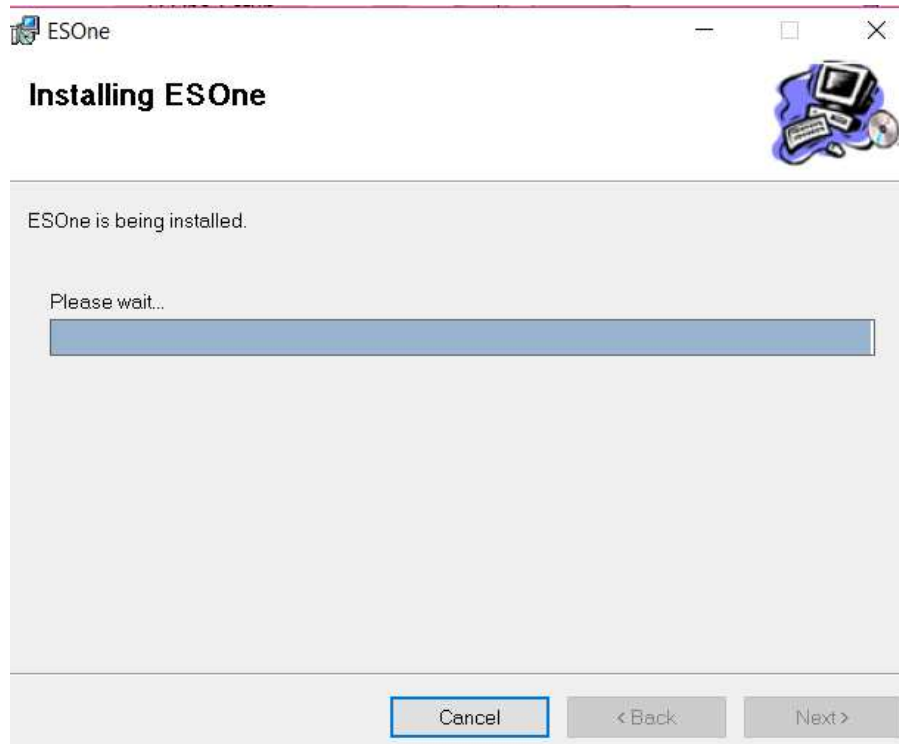 ESOne
Installing ESOne
ESOne is being installed.
Please wait...
Cancel
< Back
Next >